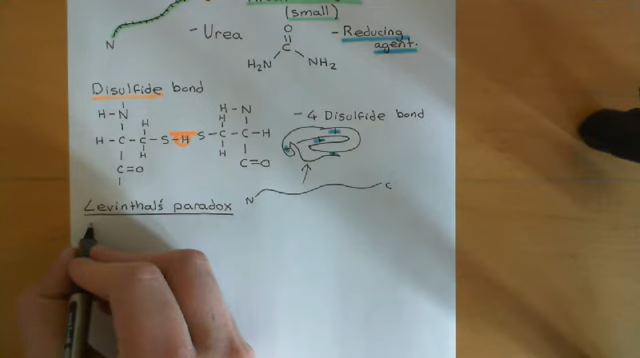 (small)
N
- Urea
- Reducing
agent.
O
C
H₂N
NH₂
Disulfide bond
H-N
H-N
H
H
- 4 Disulfide bond
H-C-C-S-H S-C-C-H
H
H
C=O
C=O
N
C
Levinthal's paradox